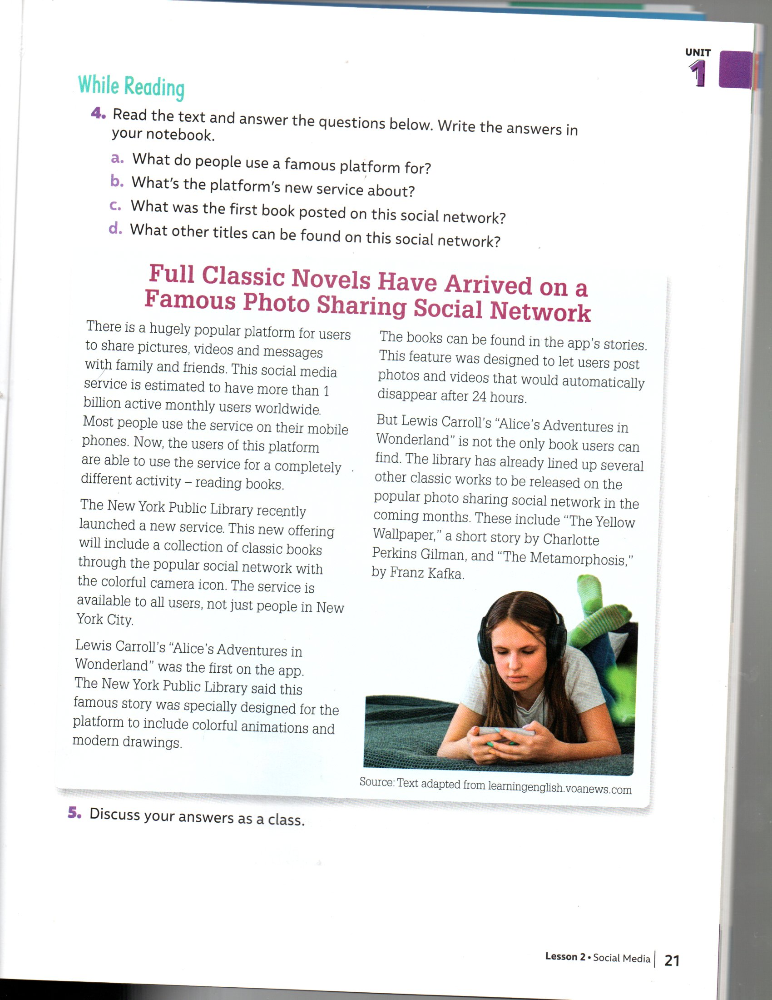 UNIT
1
While Reading
4. Read the text and answer the questions below. Write the answers in
your notebook.
a. What do people use a famous platform for?
b. What's the platform's new service about?
c. What was the first book posted on this social network?
d. What other titles can be found on this social network?
Full Classic Novels Have Arrived on a
Famous Photo Sharing Social Network
There is a hugely popular platform for users
to share pictures, videos and messages
with family and friends. This social media
service is estimated to have more than 1
billion active monthly users worldwide.
Most people use the service on their mobile
phones. Now, the users of this platform
are able to use the service for a completely
different activity – reading books.
The New York Public Library recently
launched a new service. This new offering
will include a collection of classic books
through the popular social network with
the colorful camera icon. The service is
available to all users, not just people in New
York City.
Lewis Carroll's “Alice's Adventures in
Wonderland” was the first on the app.
The New York Public Library said this
famous story was specially designed for the
platform to include colorful animations and
modern drawings.
The books can be found in the app's stories.
This feature was designed to let users post
photos and videos that would automatically
disappear after 24 hours.
But Lewis Carroll's “Alice's Adventures in
Wonderland” is not the only book users can
find. The library has already lined up several
other classic works to be released on the
popular photo sharing social network in the
coming months. These include “The Yellow
Wallpaper,” a short story by Charlotte
Perkins Gilman, and “The Metamorphosis,”
by Franz Kafka.
Source: Text adapted from learningenglish.voanews.com
5. Discuss your answers as a class.
Lesson 2 • Social Media | 21